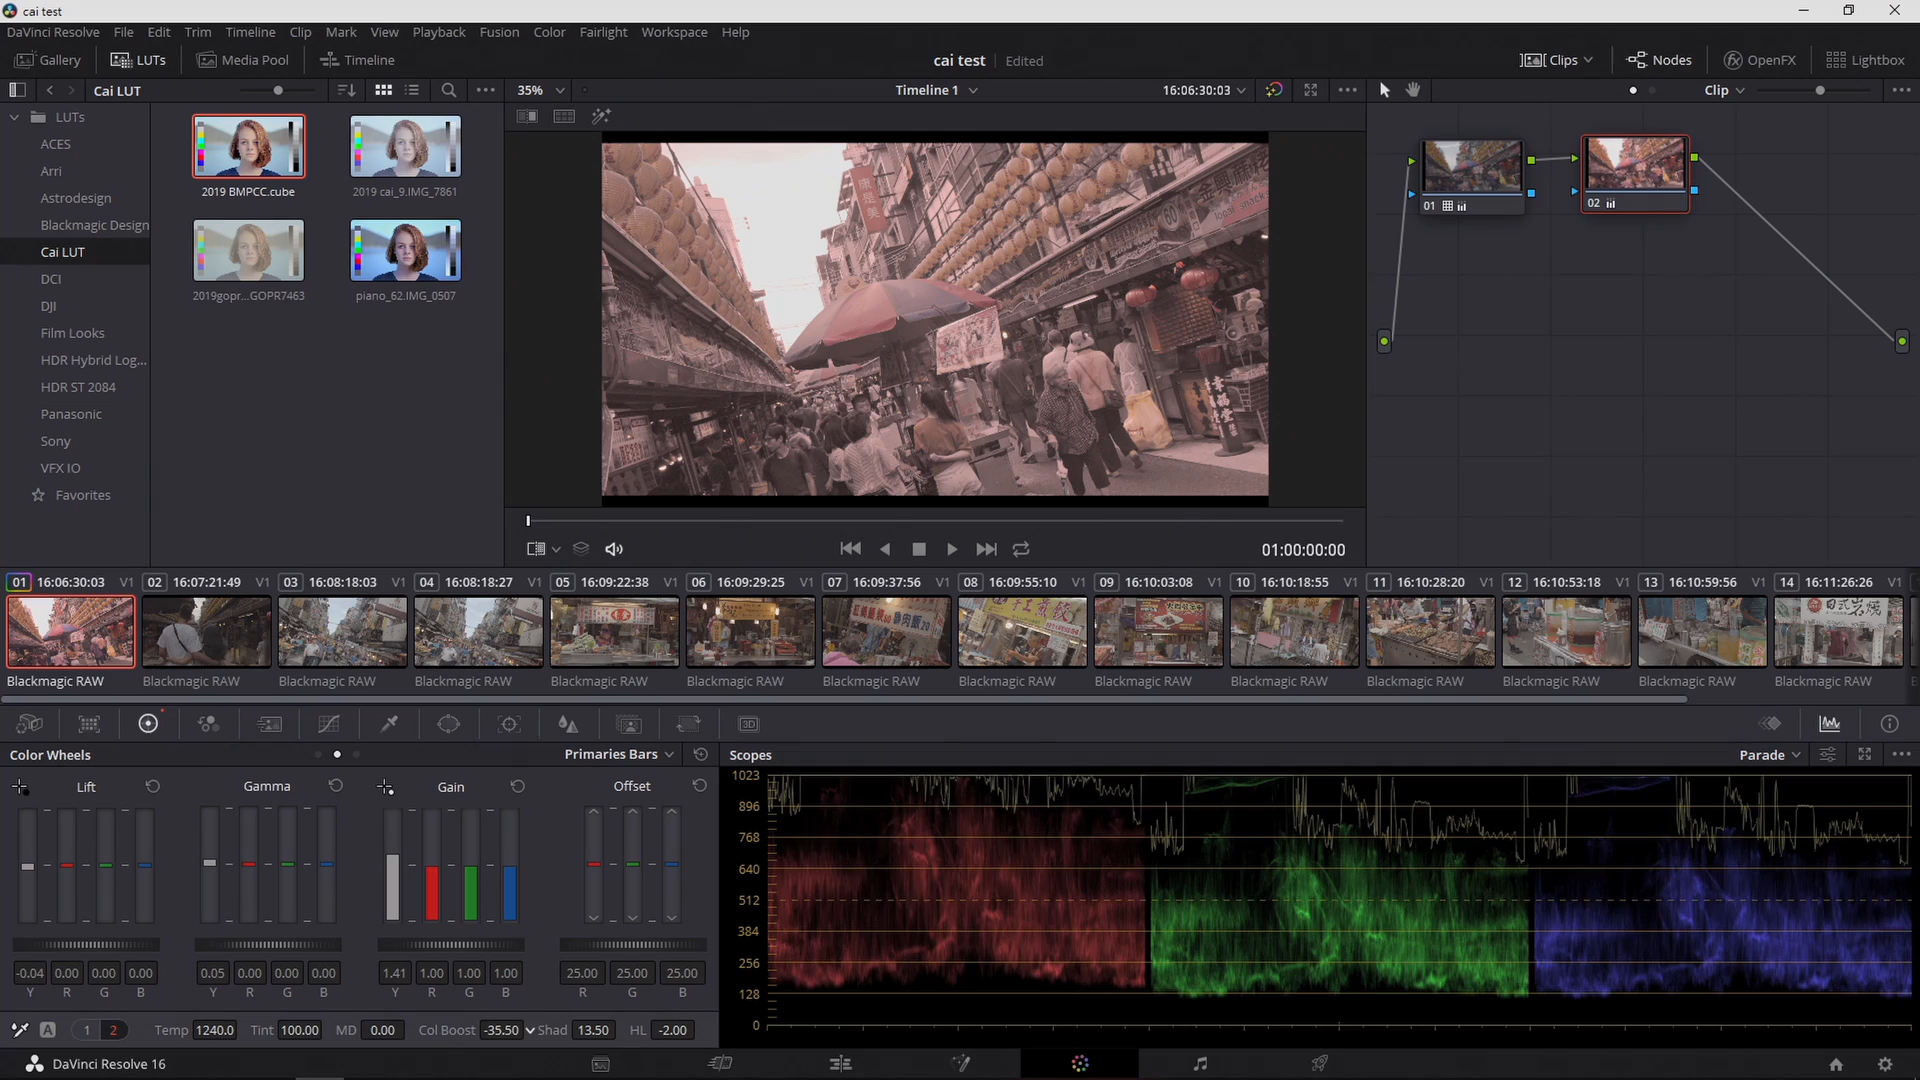 cai test
DaVinci Resolve File Edit Trim Timeline Clip Mark View Playback Fusion Color Fairlight Workspace Help
Gallery LUTs Media Pool Timeline cai test Edited Clips Nodes OpenFX Lightbox
Cai LUT 35% Timeline 1 16:06:30:03 Clip
LUTs
ACES
Arri
Astrodesign
Blackmagic Design
Cai LUT
DCI
DJI
Film Looks
HDR Hybrid Log...
HDR ST 2084
Panasonic
Sony
VFX IO
Favorites
2019 BMPCC.cube 2019 cai_9.IMG_7861
2019gopr...GOPR7463 piano_62.IMG_0507
local snack
幸福堂
01 02
01:00:00:00
01 16:06:30:03 V1 02 16:07:21:49 V1 03 16:08:18:03 V1 04 16:08:18:27 V1 05 16:09:22:38 V1 06 16:09:29:25 V1 07 16:09:37:56 V1 08 16:09:55:10 V1 09 16:10:03:08 V1 10 16:10:18:55 V1 11 16:10:28:20 V1 12 16:10:53:18 V1 13 16:10:59:56 V1 14 16:11:26:26 V1
Blackmagic RAW Blackmagic RAW Blackmagic RAW Blackmagic RAW Blackmagic RAW Blackmagic RAW Blackmagic RAW Blackmagic RAW Blackmagic RAW Blackmagic RAW Blackmagic RAW Blackmagic RAW Blackmagic RAW Blackmagic RAW
3D
Color Wheels Primaries Bars Scopes Parade
Lift Gamma Gain Offset
-0.04 0.00 0.00 0.00 0.05 0.00 0.00 0.00 1.41 1.00 1.00 1.00 25.00 25.00 25.00
Y R G B Y R G B Y R G B R G B
A 1 2 Temp 1240.0 Tint 100.00 MD 0.00 Col Boost -35.50 Shad 13.50 HL -2.00
1023
896
768
640
512
384
256
128
0
DaVinci Resolve 16